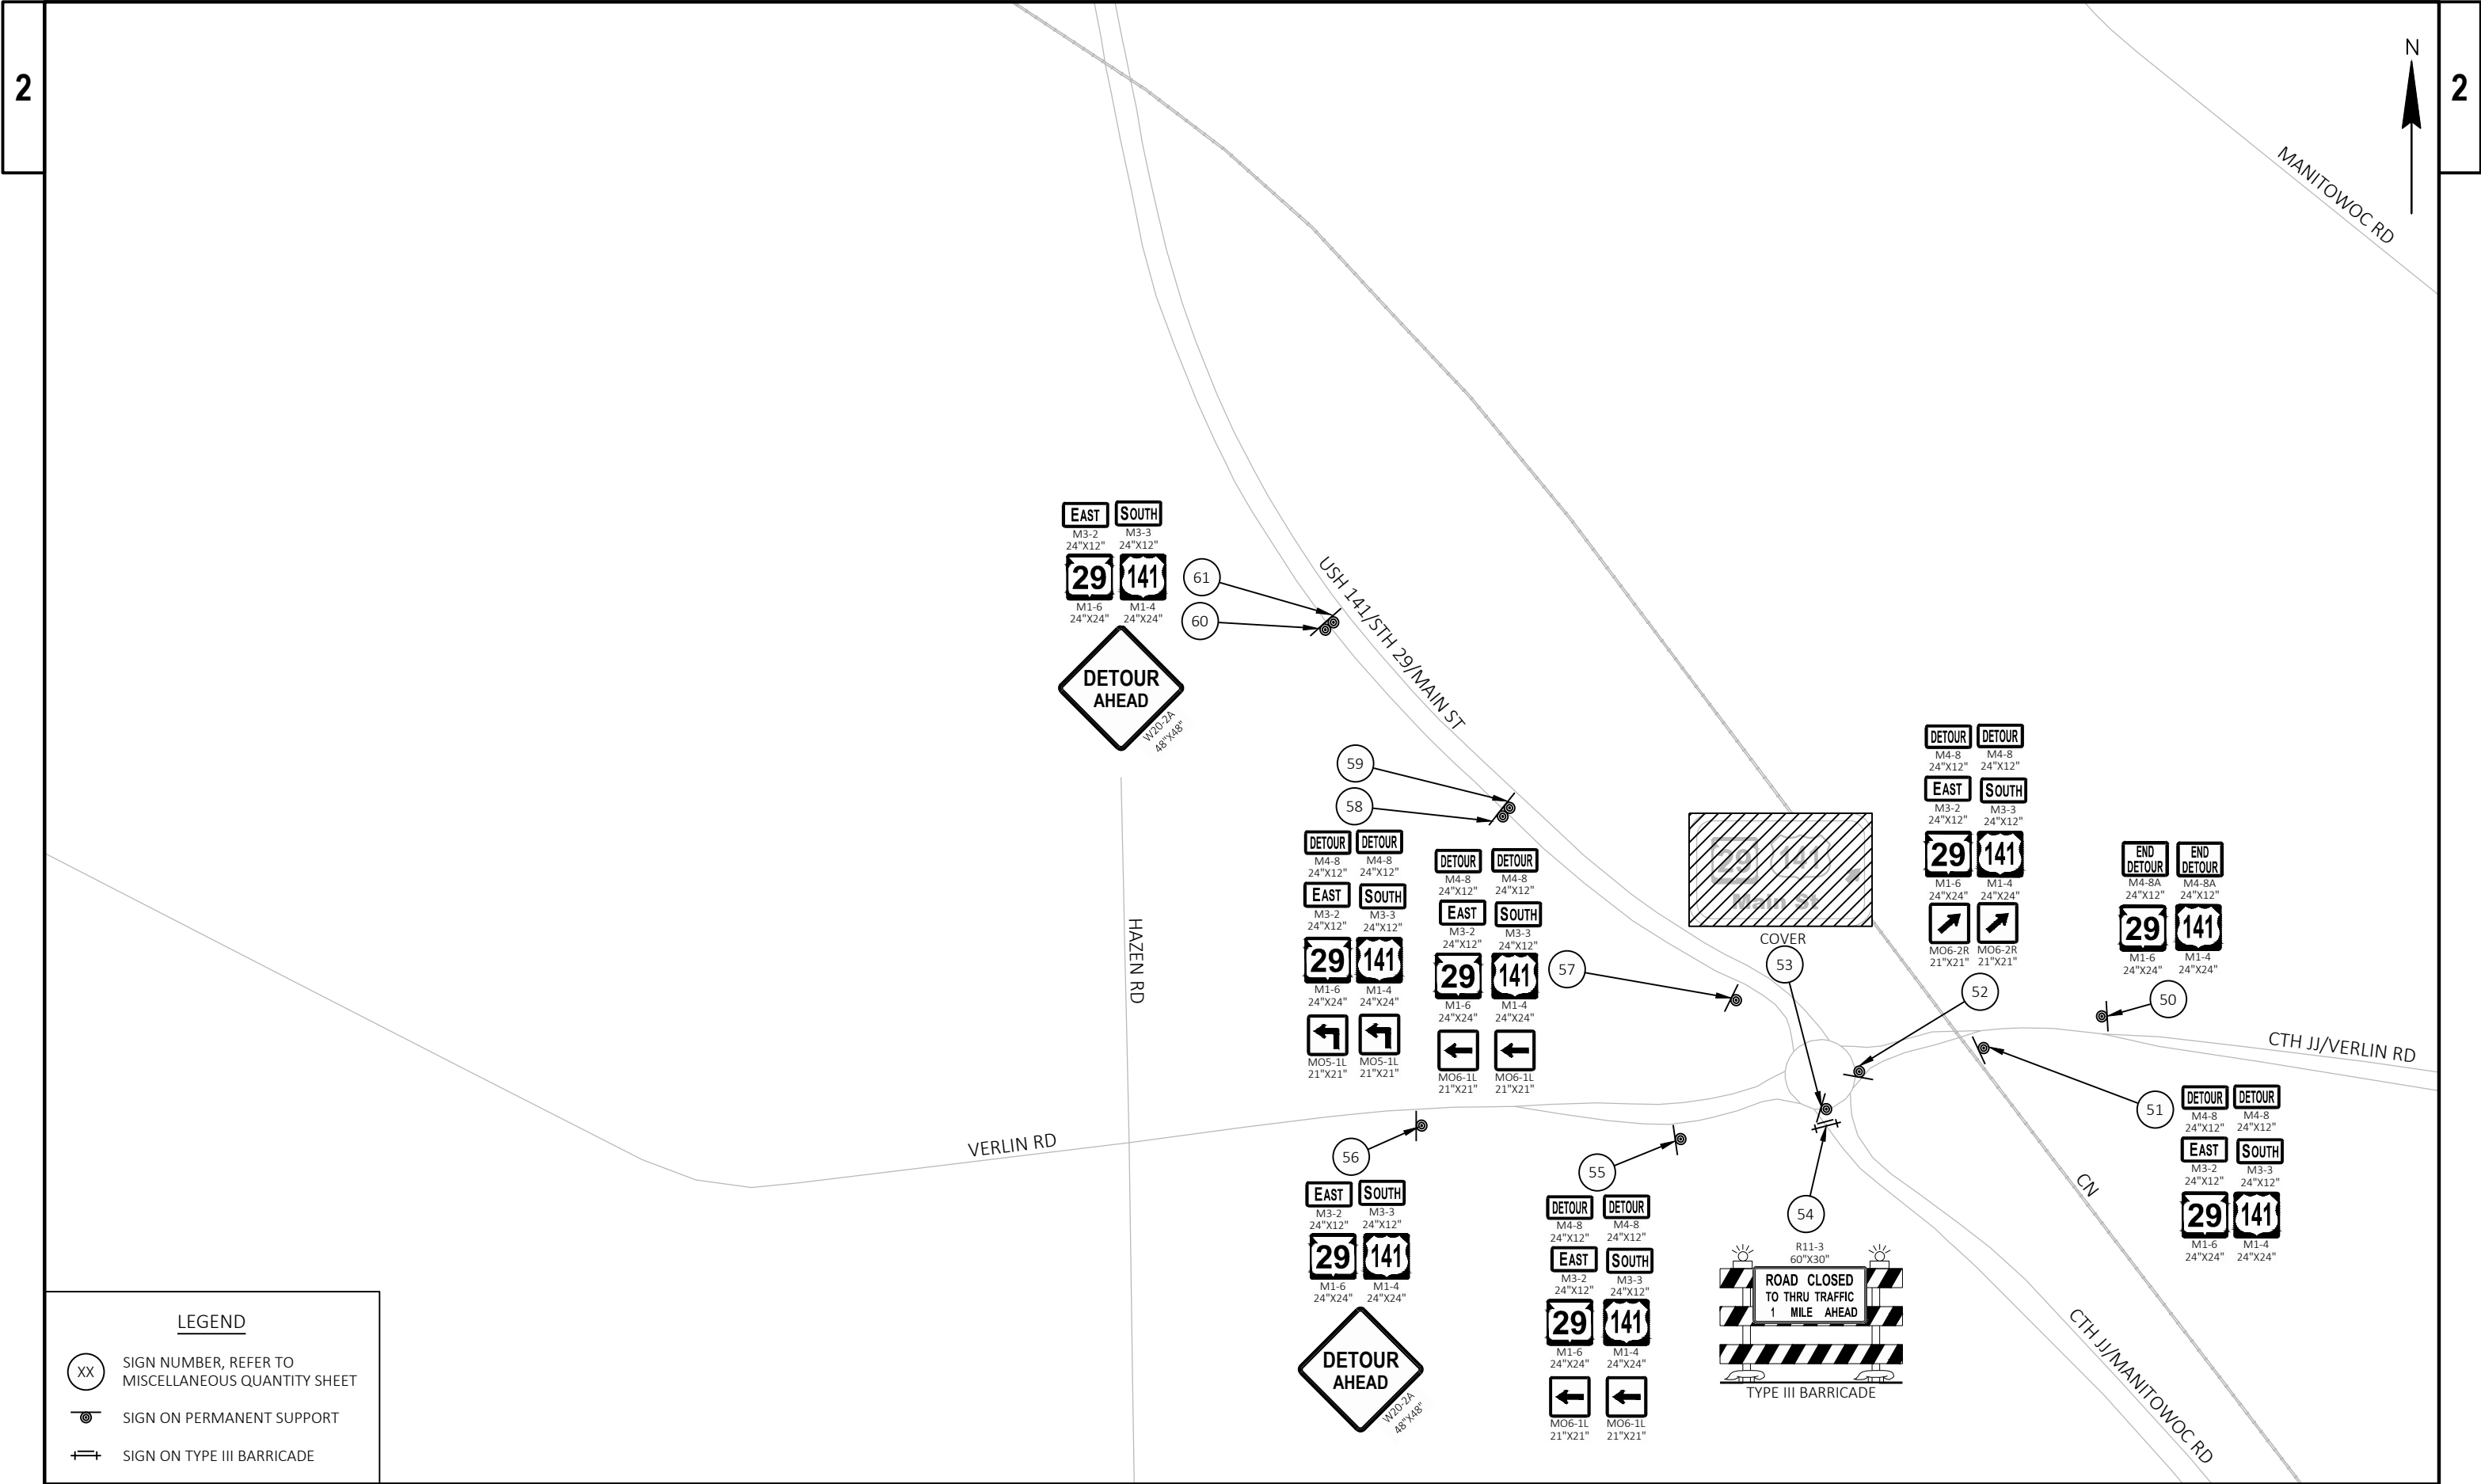 2
2
N
MANITOWOC RD
EAST
SOUTH
M3-2
24"X12"
M3-3
24"X12"
29
141
M1-6
24"X24"
M1-4
24"X24"
61
60
DETOUR
AHEAD
W20-2A
48"X48"
USH 141/STH 29/MAIN ST
59
58
DETOUR
DETOUR
M4-8
24"X12"
M4-8
24"X12"
EAST
SOUTH
M3-2
24"X12"
M3-3
24"X12"
29
141
M1-6
24"X24"
M1-4
24"X24"
MO5-1L
21"X21"
MO5-1L
21"X21"
DETOUR
DETOUR
M4-8
24"X12"
M4-8
24"X12"
EAST
SOUTH
M3-2
24"X12"
M3-3
24"X12"
29
141
M1-6
24"X24"
M1-4
24"X24"
MO6-1L
21"X21"
MO6-1L
21"X21"
57
29
141
Main St
COVER
53
DETOUR
DETOUR
M4-8
24"X12"
M4-8
24"X12"
EAST
SOUTH
M3-2
24"X12"
M3-3
24"X12"
29
141
M1-6
24"X24"
M1-4
24"X24"
MO6-2R
21"X21"
MO6-2R
21"X21"
52
END
DETOUR
END
DETOUR
M4-8A
24"X12"
M4-8A
24"X12"
29
141
M1-6
24"X24"
M1-4
24"X24"
50
CTH JJ/VERLIN RD
HAZEN RD
VERLIN RD
51
DETOUR
DETOUR
M4-8
24"X12"
M4-8
24"X12"
EAST
SOUTH
M3-2
24"X12"
M3-3
24"X12"
29
141
M1-6
24"X24"
M1-4
24"X24"
CN
56
EAST
SOUTH
M3-2
24"X12"
M3-3
24"X12"
29
141
M1-6
24"X24"
M1-4
24"X24"
DETOUR
AHEAD
W20-2A
48"X48"
55
DETOUR
DETOUR
M4-8
24"X12"
M4-8
24"X12"
EAST
SOUTH
M3-2
24"X12"
M3-3
24"X12"
29
141
M1-6
24"X24"
M1-4
24"X24"
MO6-1L
21"X21"
MO6-1L
21"X21"
54
R11-3
60"X30"
ROAD CLOSED
TO THRU TRAFFIC
1 MILE AHEAD
TYPE III BARRICADE
CTH JJ/MANITOWOC RD
LEGEND
XX
SIGN NUMBER, REFER TO
MISCELLANEOUS QUANTITY SHEET
SIGN ON PERMANENT SUPPORT
SIGN ON TYPE III BARRICADE